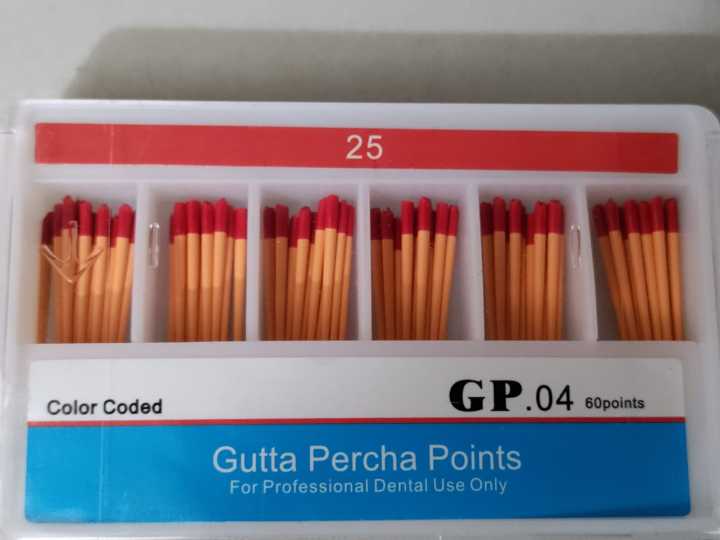 25
Color Coded
GP.04 60points
Gutta Percha Points
For Professional Dental Use Only